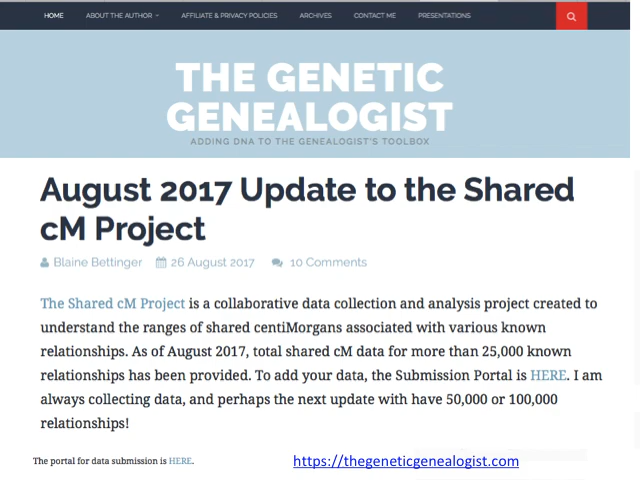 HOME ABOUT THE AUTHOR AFFILIATE & PRIVACY POLICIES ARCHIVES CONTACT ME PRESENTATIONS
THE GENETIC
GENEALOGIST
ADDING DNA TO THE GENEALOGIST'S TOOLBOX
August 2017 Update to the Shared
cM Project
Blaine Bettinger 26 August 2017 10 Comments
The Shared cM Project is a collaborative data collection and analysis project created to
understand the ranges of shared centiMorgans associated with various known
relationships. As of August 2017, total shared cM data for more than 25,000 known
relationships has been provided. To add your data, the Submission Portal is HERE. I am
always collecting data, and perhaps the next update with have 50,000 or 100,000
relationships!
The portal for data submission is HERE. https://thegeneticgenealogist.com